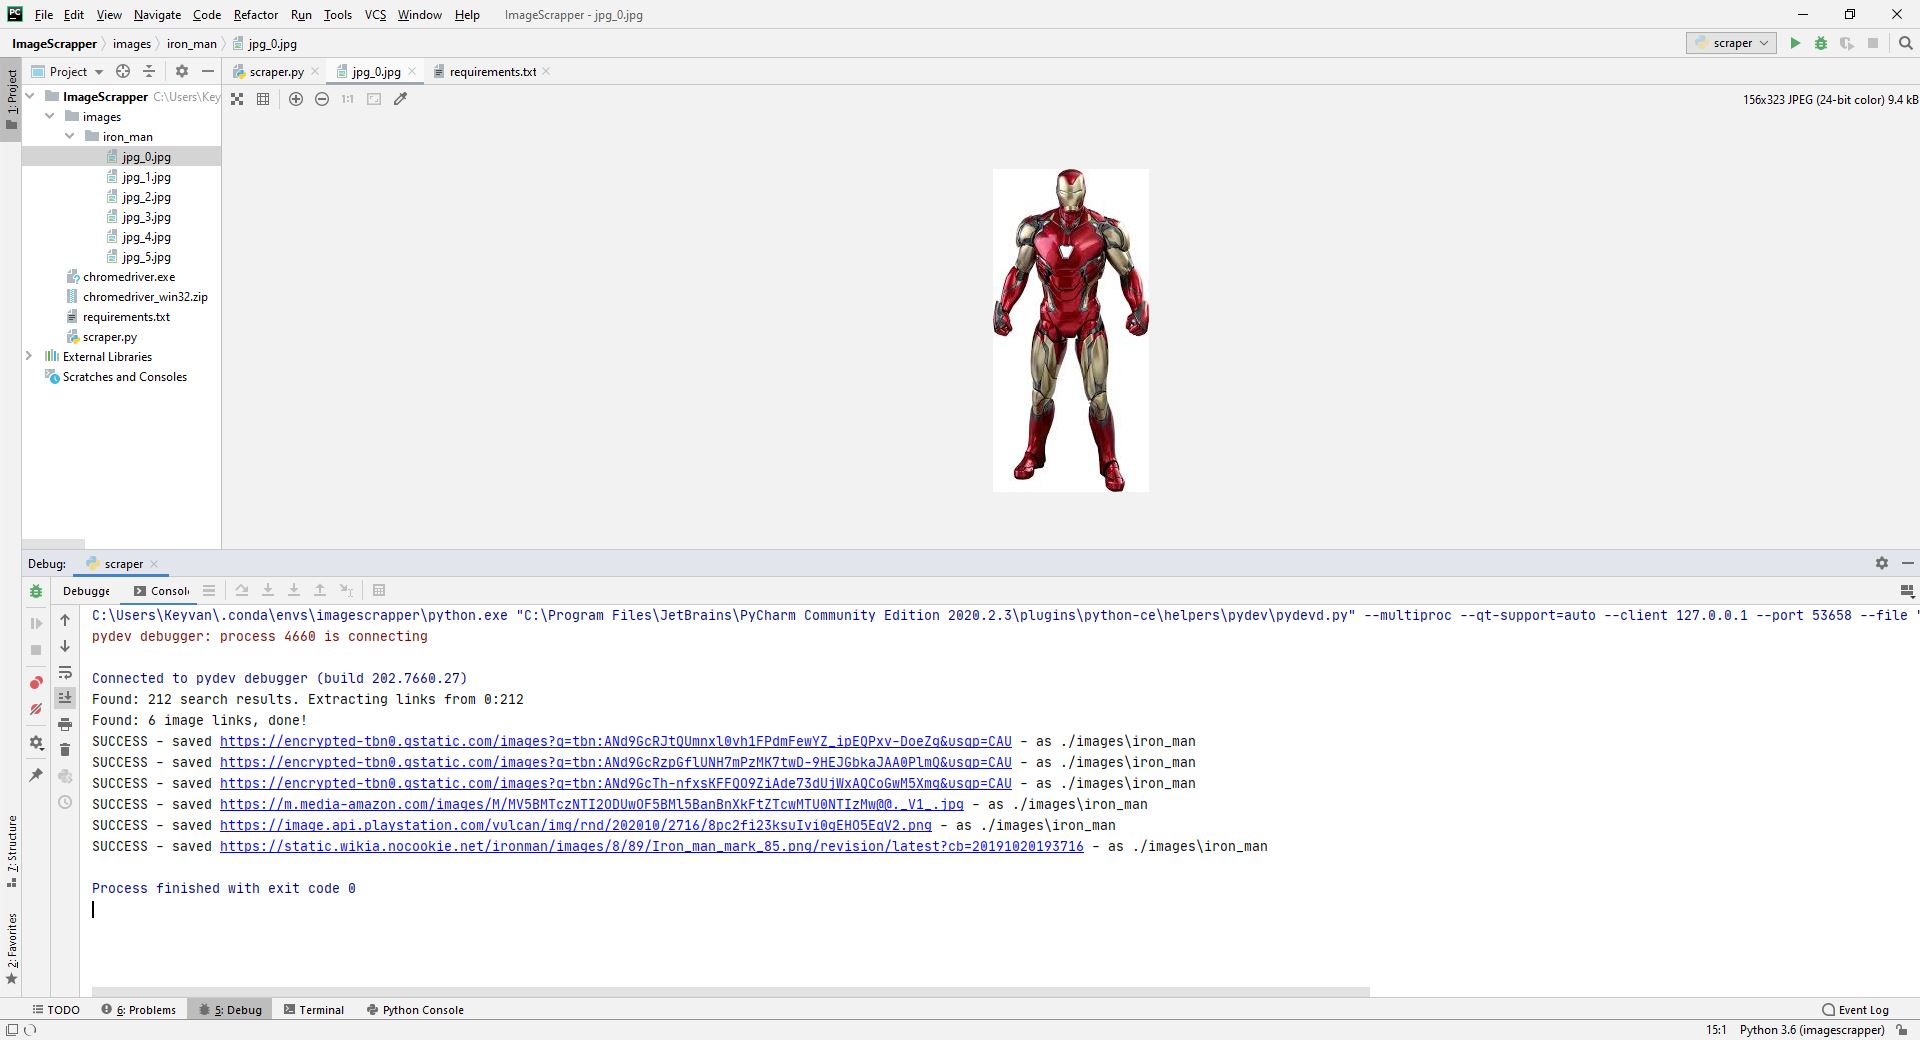 PC File Edit View Navigate Code Refactor Run Tools VCS Window Help ImageScrapper - jpg_0.jpg
ImageScrapper images iron_man jpg_0.jpg scraper
1: Project
Project scraper.py jpg_0.jpg requirements.txt
ImageScrapper C:\Users\Key
156x323 JPEG (24-bit color) 9.4 kB
1:1
images
iron_man
jpg_0.jpg
jpg_1.jpg
jpg_2.jpg
jpg_3.jpg
jpg_4.jpg
jpg_5.jpg
chromedriver.exe
chromedriver_win32.zip
requirements.txt
scraper.py
External Libraries
Scratches and Consoles
Debug: scraper
Debugge Consol
C:\Users\Keyvan\.conda\envs\imagescrapper\python.exe "C:\Program Files\JetBrains\PyCharm Community Edition 2020.2.3\plugins\python-ce\helpers\pydev\pydevd.py" --multiproc --qt-support=auto --client 127.0.0.1 --port 53658 --file '
pydev debugger: process 4660 is connecting
Connected to pydev debugger (build 202.7660.27)
Found: 212 search results. Extracting links from 0:212
Found: 6 image links, done!
SUCCESS - saved https://encrypted-tbn0.gstatic.com/images?q=tbn:ANd9GcRJtQUmnxl0vh1FPdmFewYZ_ipEQPxv-DoeZg&usqp=CAU - as ./images\iron_man
SUCCESS - saved https://encrypted-tbn0.gstatic.com/images?q=tbn:ANd9GcRzpGflUNH7mPzMK7twD-9HEJGbkaJAA0PlmQ&usqp=CAU - as ./images\iron_man
SUCCESS - saved https://encrypted-tbn0.gstatic.com/images?q=tbn:ANd9GcTh-nfxsKFFQO9ZiAde73dUjWxAQCoGwM5Xmg&usqp=CAU - as ./images\iron_man
SUCCESS - saved https://m.media-amazon.com/images/M/MV5BMTczNTI2ODUwOF5BMl5BanBnXkFtZTcwMTU0NTIzMw@@._V1_.jpg - as ./images\iron_man
SUCCESS - saved https://image.api.playstation.com/vulcan/img/rnd/202010/2716/8pc2fi23ksuIvi0gEHO5EqV2.png - as ./images\iron_man
SUCCESS - saved https://static.wikia.nocookie.net/ironman/images/8/89/Iron_man_mark_85.png/revision/latest?cb=20191020193716 - as ./images\iron_man
Process finished with exit code 0
7: Structure
2: Favorites
TODO 6: Problems 5: Debug Terminal Python Console Event Log
15:1 Python 3.6 (imagescrapper)